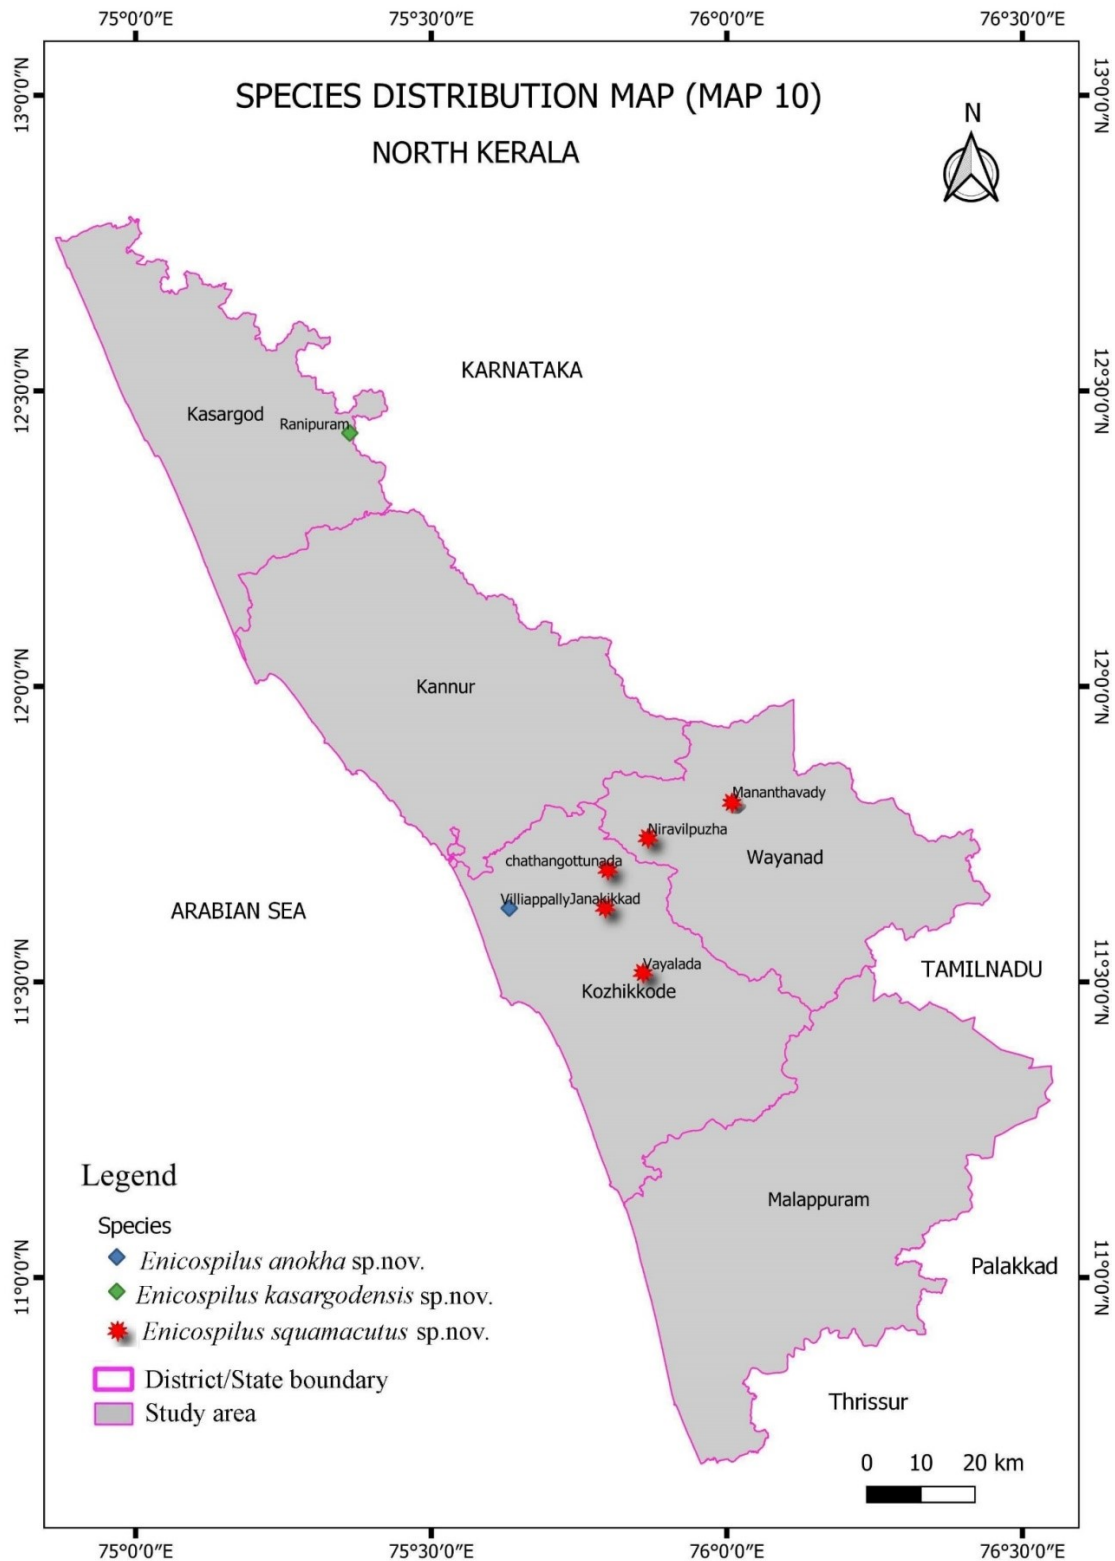 75°0'0"E 75°30'0"E 76°0'0"E 76°30'0"E
13°0'0"N 13°0'0"N
SPECIES DISTRIBUTION MAP (MAP 10)
NORTH KERALA
N
KARNATAKA
12°30'0"N 12°30'0"N
Kasargod
Ranipuram
12°0'0"N 12°0'0"N
Kannur
Mananthavady
Niravilpuzha
Wayanad
chathangottunada
Villiappally Janakikkad
ARABIAN SEA
Vayalada
TAMILNADU
11°30'0"N 11°30'0"N
Kozhikkode
Malappuram
Palakkad
11°0'0"N 11°0'0"N
Legend
Species
Enicospilus anokha sp.nov.
Enicospilus kasargodensis sp.nov.
Enicospilus squamacutus sp.nov.
District/State boundary
Study area
Thrissur
0 10 20 km
75°0'0"E 75°30'0"E 76°0'0"E 76°30'0"E